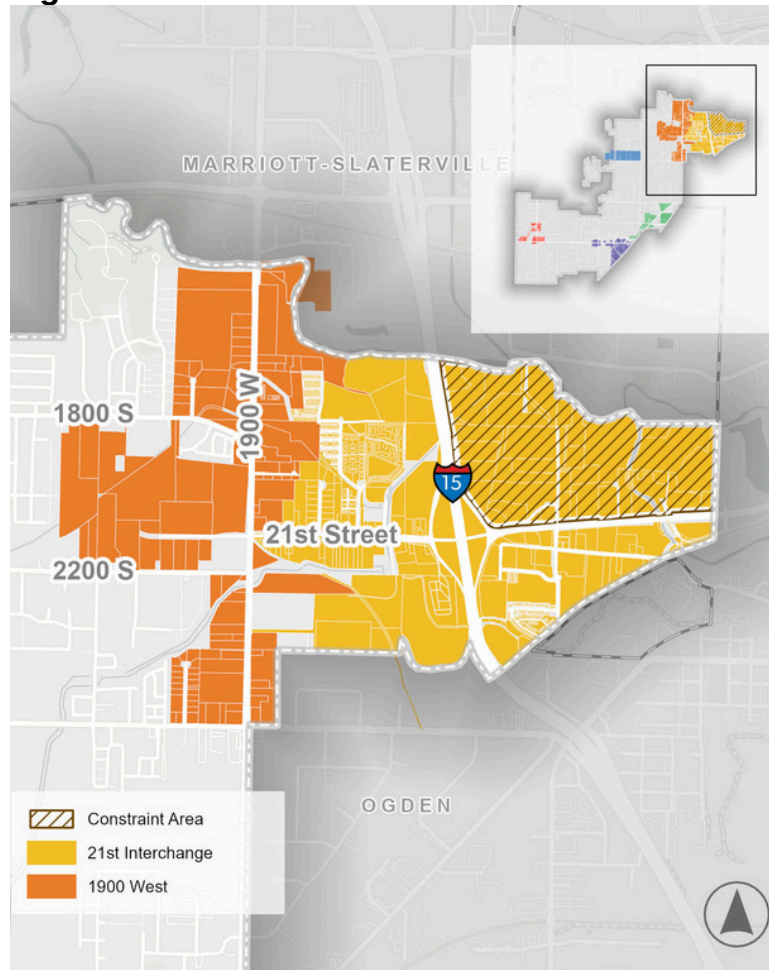 MARRIOTT-SLATERVILLE
1900 W
1800 S
15
21st Street
2200 S
OGDEN
Constraint Area
21st Interchange
1900 West